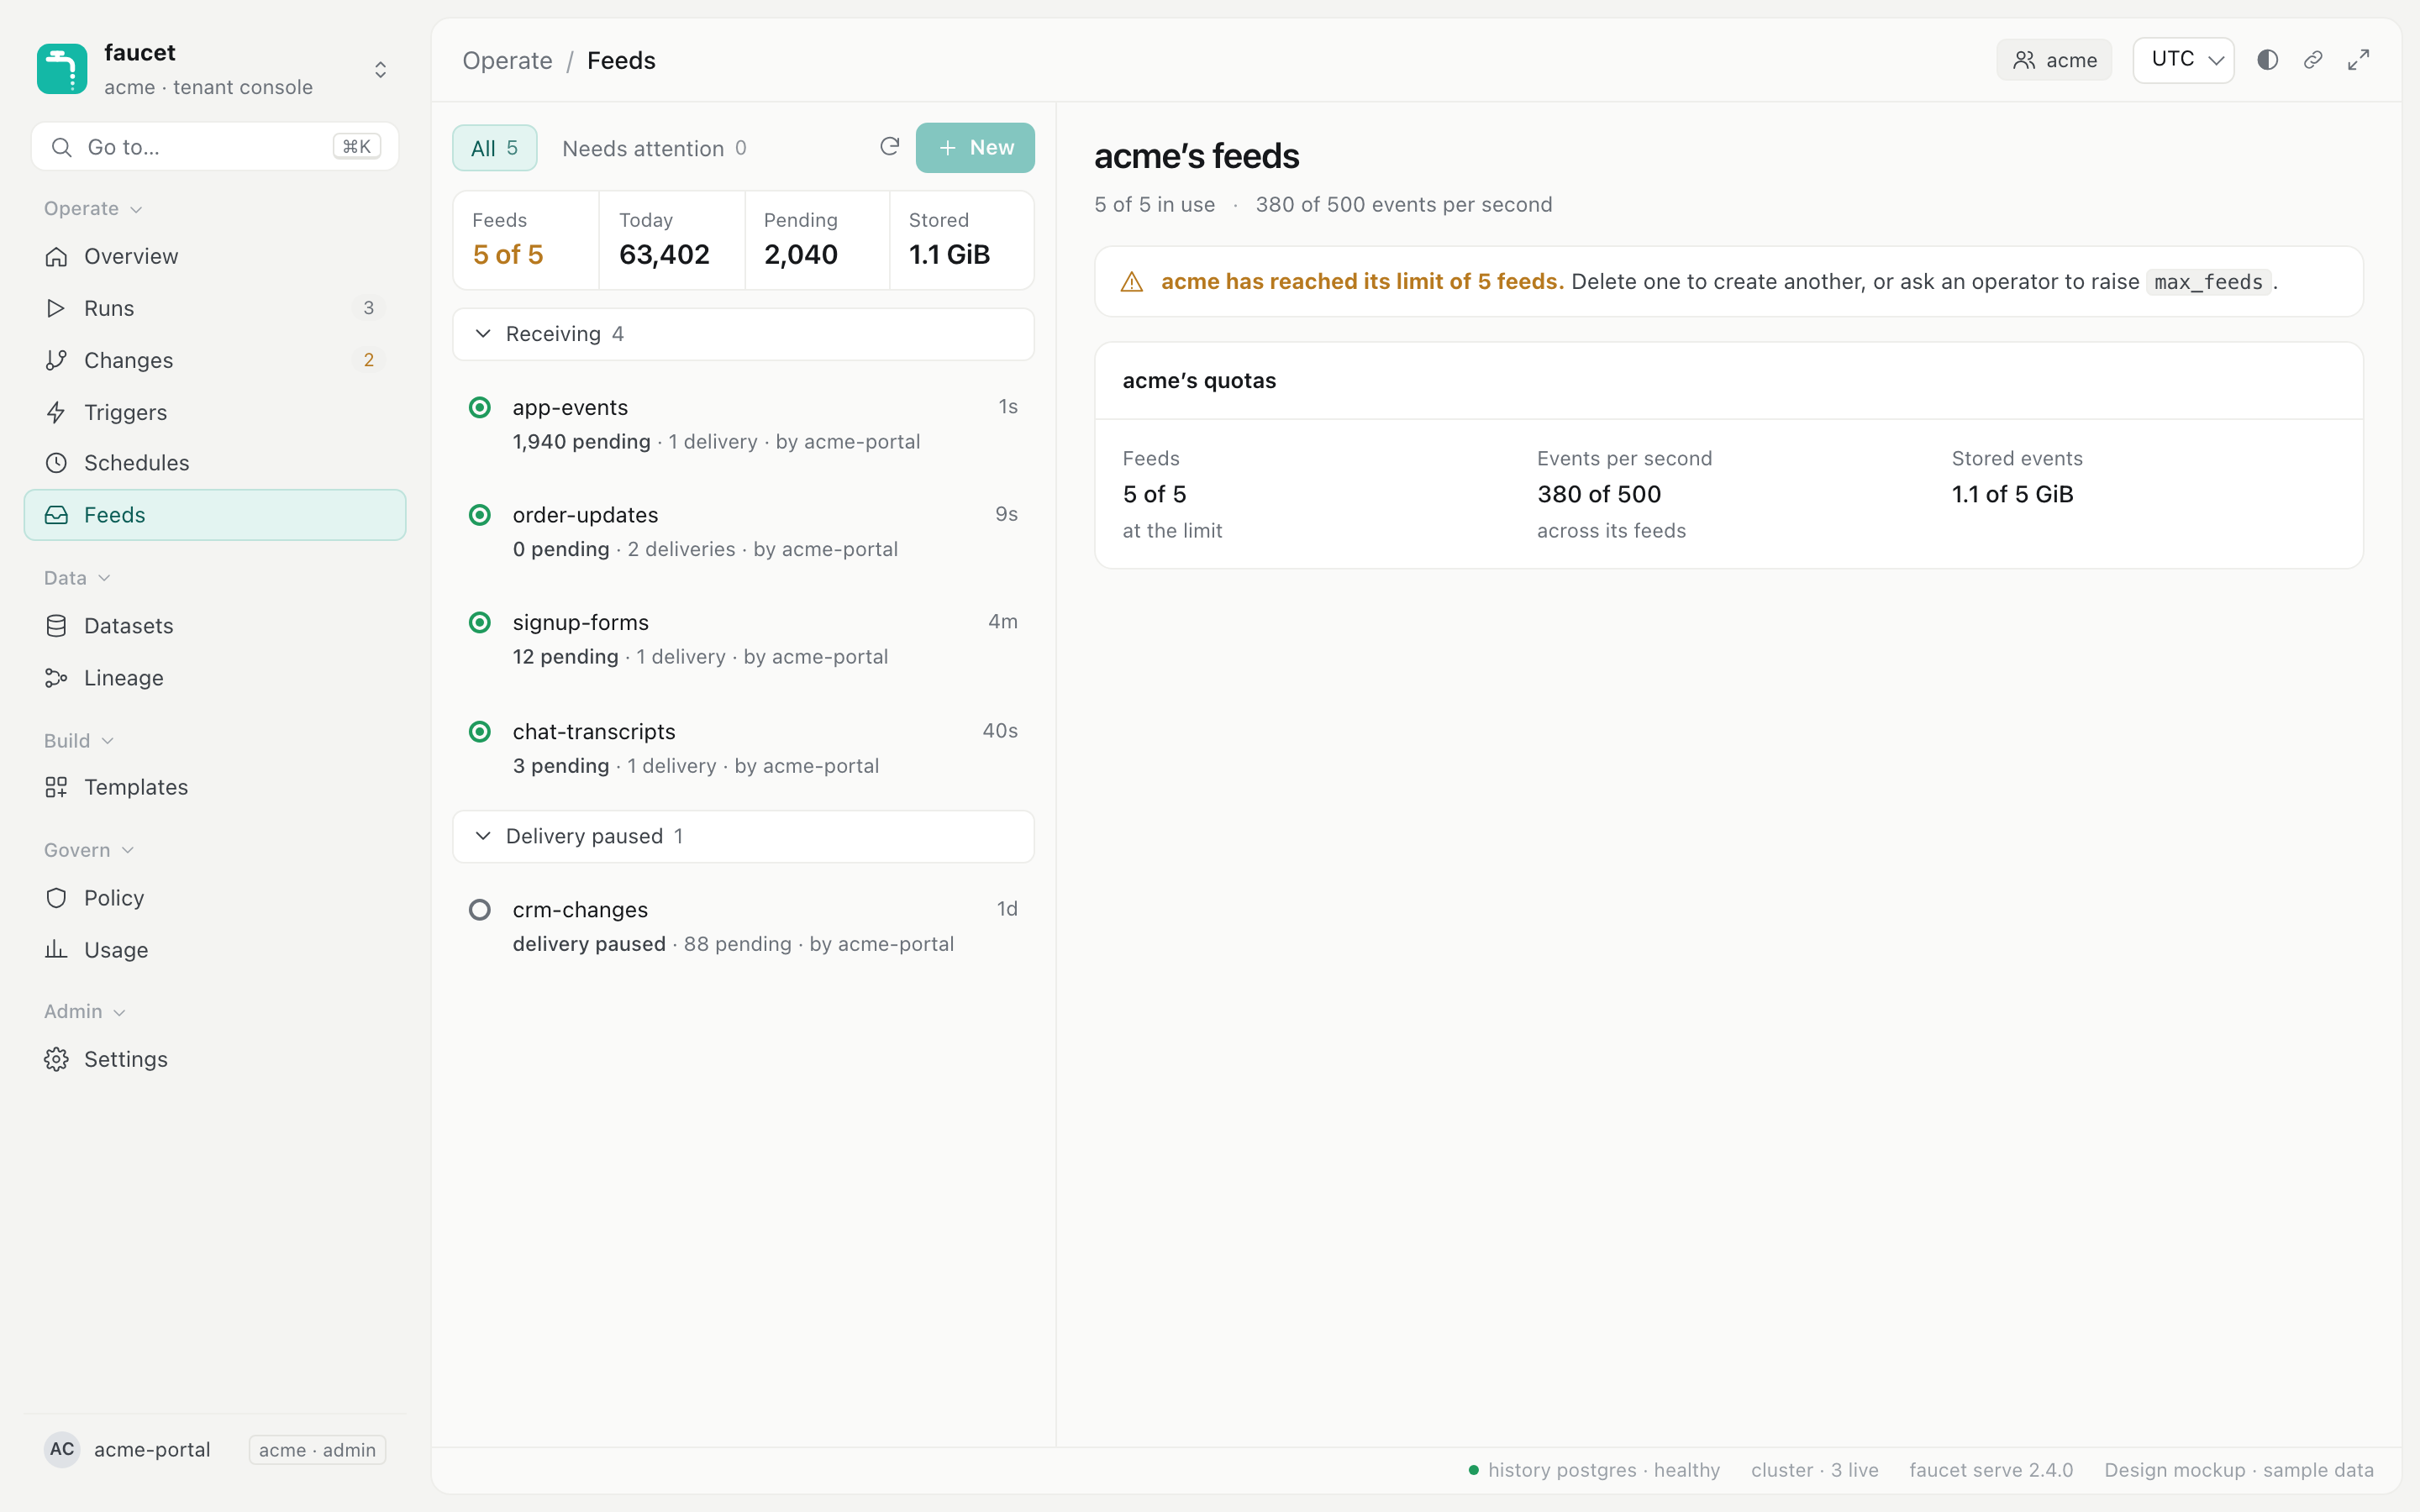 faucet
acme · tenant console
Go to... ⌘K
Operate
Overview
Runs 3
Changes 2
Triggers
Schedules
Feeds
Data
Datasets
Lineage
Build
Templates
Govern
Policy
Usage
Admin
Settings
AC acme-portal acme · admin
Operate / Feeds
acme UTC
All 5 Needs attention 0 + New
Feeds Today Pending Stored
5 of 5 63,402 2,040 1.1 GiB
Receiving 4
app-events 1s
1,940 pending · 1 delivery · by acme-portal
order-updates 9s
0 pending · 2 deliveries · by acme-portal
signup-forms 4m
12 pending · 1 delivery · by acme-portal
chat-transcripts 40s
3 pending · 1 delivery · by acme-portal
Delivery paused 1
crm-changes 1d
delivery paused · 88 pending · by acme-portal
acme’s feeds
5 of 5 in use · 380 of 500 events per second
acme has reached its limit of 5 feeds. Delete one to create another, or ask an operator to raise max_feeds.
acme’s quotas
Feeds Events per second Stored events
5 of 5 380 of 500 1.1 of 5 GiB
at the limit across its feeds
history postgres · healthy cluster · 3 live faucet serve 2.4.0 Design mockup · sample data